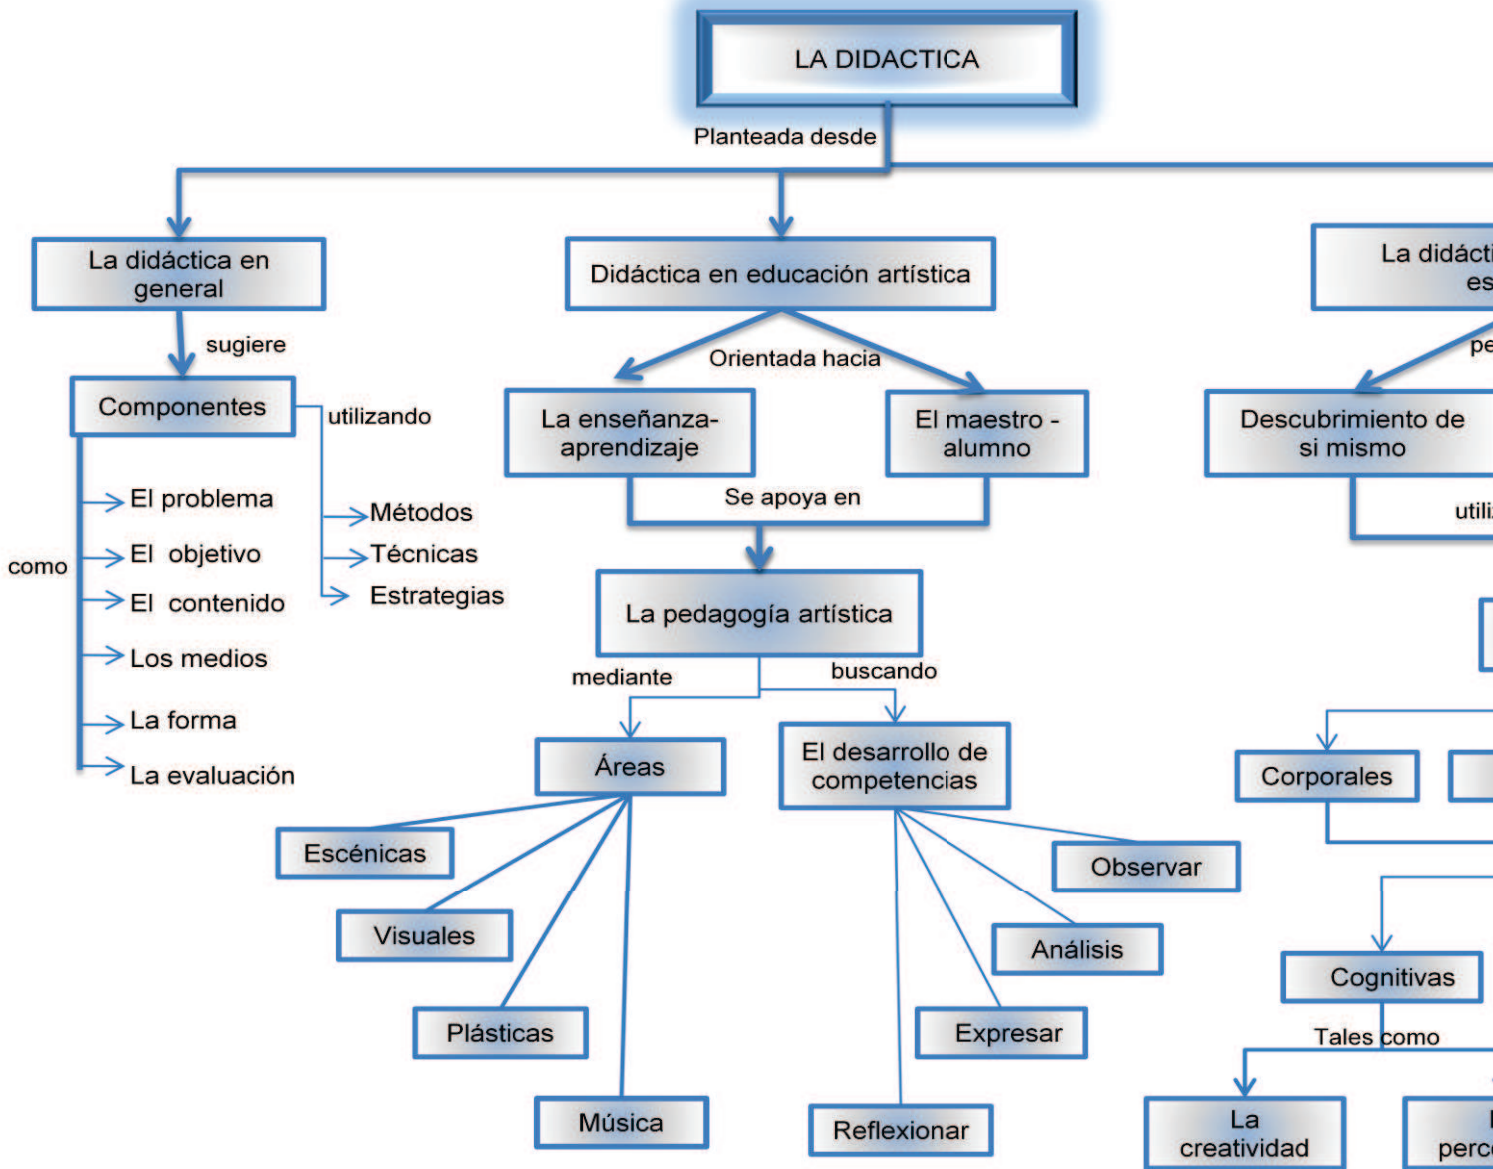 LA DIDACTICA
Planteada desde
La didáctica en
general
sugiere
Componentes
utilizando
como
El problema
El objetivo
El contenido
Los medios
La forma
La evaluación
Métodos
Técnicas
Estrategias
Didáctica en educación artística
Orientada hacia
La enseñanza-
aprendizaje
El maestro -
alumno
Se apoya en
La pedagogía artística
mediante
buscando
Áreas
Escénicas
Visuales
Plásticas
Música
El desarrollo de
competencias
Observar
Análisis
Expresar
Reflexionar
La
Descubrimiento de
si mismo
Corporales
Cognitivas
Tales como
La
creatividad